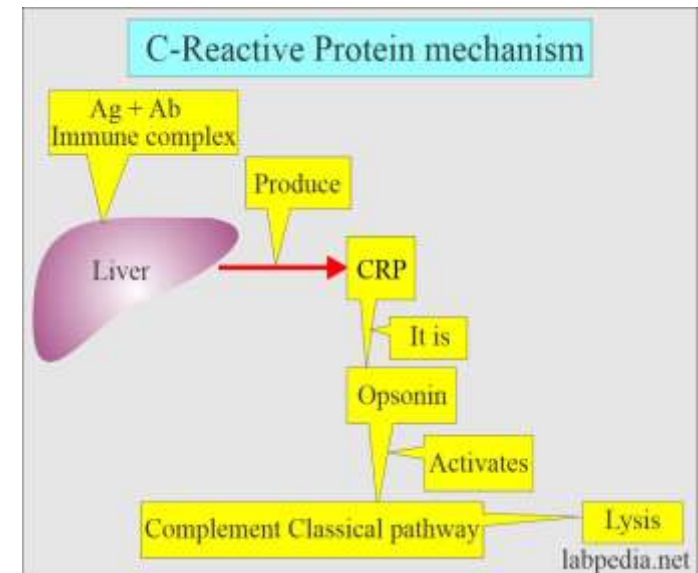 C-Reactive Protein mechanism
Ag + Ab
Immune complex
Produce
Liver
CRP
It is
Opsonin
Activates
Complement Classical pathway
Lysis
labpedia.net